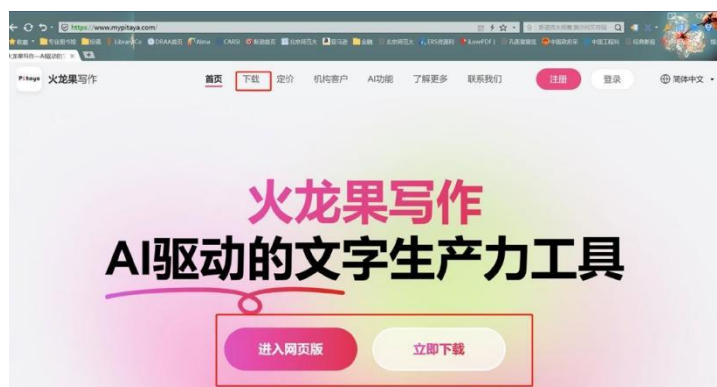 https://www.mypitaya.com/
Pitaya 火龙果写作 首页 下载 定价 机构客户 AI功能 了解更多 联系我们 注册 登录 简体中文
火龙果写作
AI驱动的文字生产力工具
进入网页版 立即下载